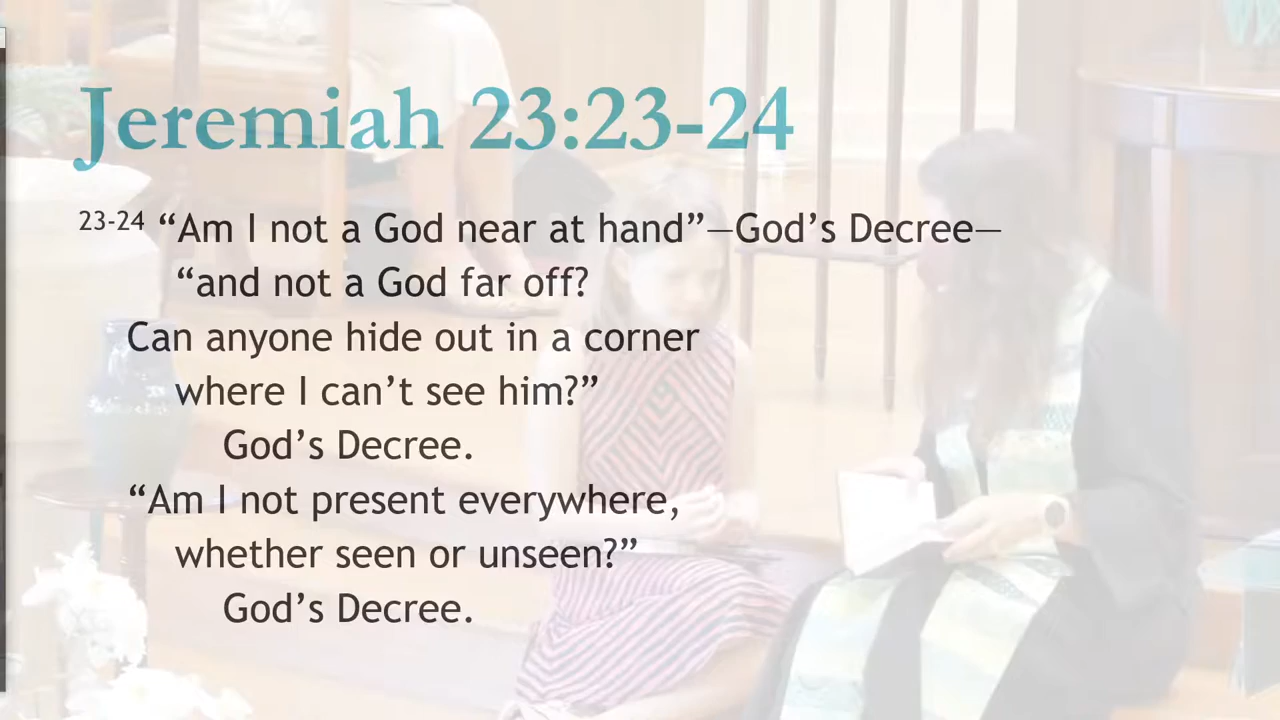 Jeremiah 23:23-24
23-24 “Am I not a God near at hand”—God’s Decree—
“and not a God far off?
Can anyone hide out in a corner
where I can’t see him?”
God’s Decree.
“Am I not present everywhere,
whether seen or unseen?”
God’s Decree.